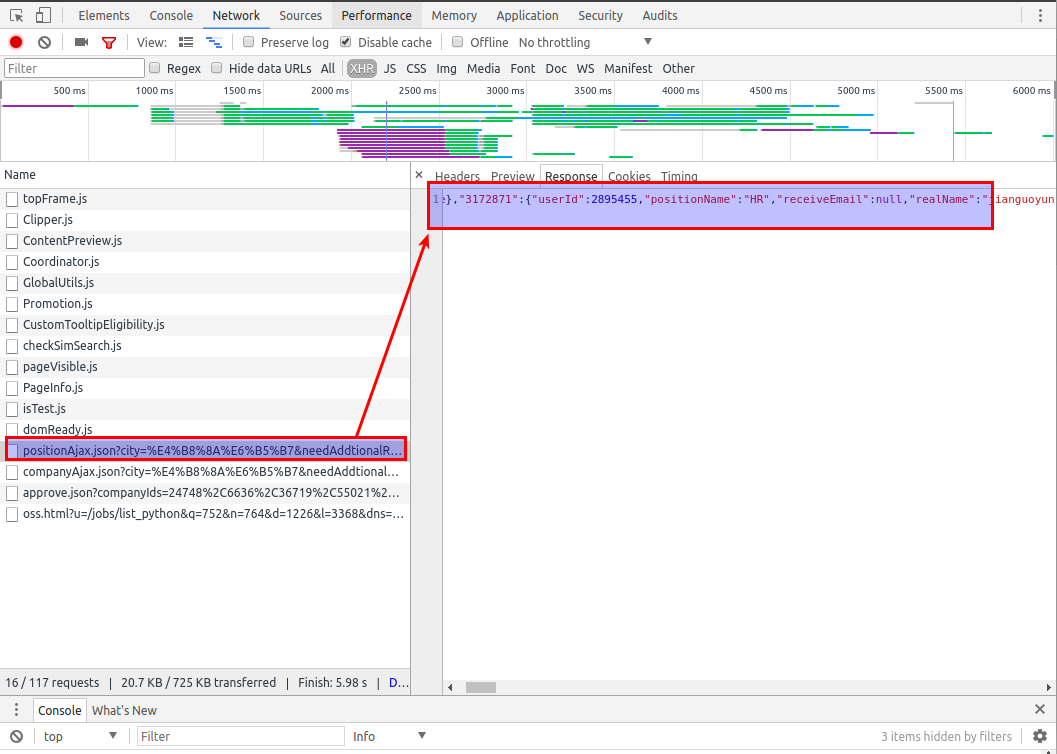 Elements Console Network Sources Performance Memory Application Security Audits
View: Preserve log Disable cache Offline No throttling
Filter Regex Hide data URLs All XHR JS CSS Img Media Font Doc WS Manifest Other
500 ms 1000 ms 1500 ms 2000 ms 2500 ms 3000 ms 3500 ms 4000 ms 4500 ms 5000 ms 5500 ms 6000 ms
Name
× Headers Preview Response Cookies Timing
1 },"3172871":{"userId":2895455,"positionName":"HR","receiveEmail":null,"realName":"jianguoyun
topFrame.js
Clipper.js
ContentPreview.js
Coordinator.js
GlobalUtils.js
Promotion.js
CustomTooltipEligibility.js
checkSimSearch.js
pageVisible.js
PageInfo.js
isTest.js
domReady.js
positionAjax.json?city=%E4%B8%8A%E6%B5%B7&needAddtionalR...
companyAjax.json?city=%E4%B8%8A%E6%B5%B7&needAddtional...
approve.json?companyIds=24748%2C6636%2C36719%2C55021%2...
oss.html?u=/jobs/list_python&q=752&n=764&d=1226&l=3368&dns=...
16 / 117 requests | 20.7 KB / 725 KB transferred | Finish: 5.98 s | D...
Console What's New
top Filter Info 3 items hidden by filters